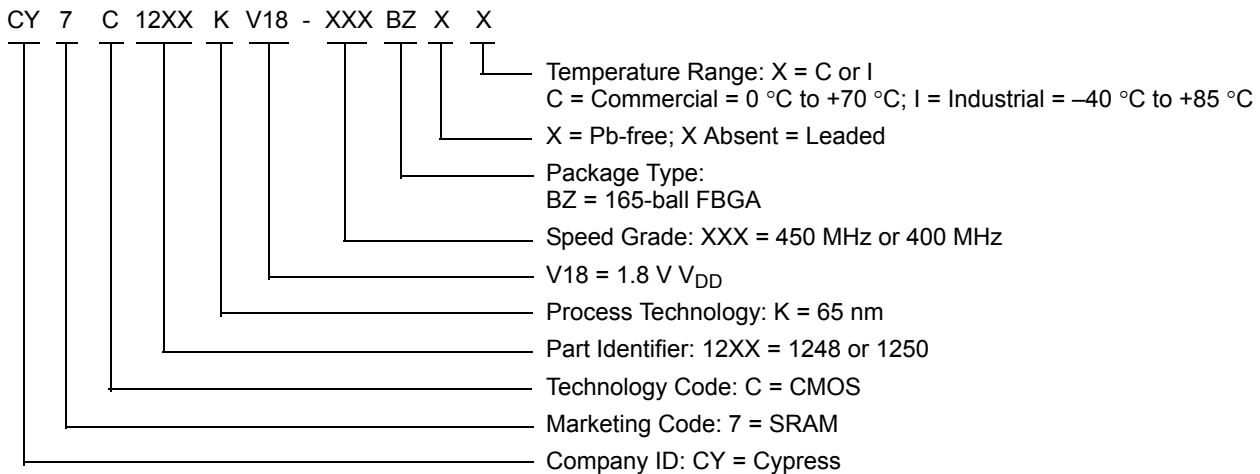 CY 7 C 12XX K V18 - XXX BZ X X
Temperature Range: X = C or I
C = Commercial = 0 °C to +70 °C; I = Industrial = –40 °C to +85 °C
X = Pb-free; X Absent = Leaded
Package Type:
BZ = 165-ball FBGA
Speed Grade: XXX = 450 MHz or 400 MHz
V18 = 1.8 V VDD
Process Technology: K = 65 nm
Part Identifier: 12XX = 1248 or 1250
Technology Code: C = CMOS
Marketing Code: 7 = SRAM
Company ID: CY = Cypress